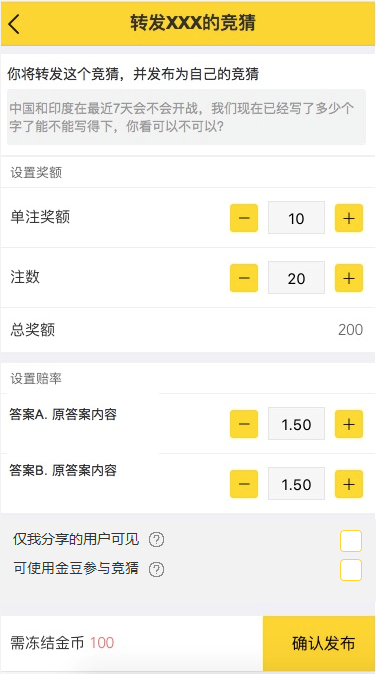 转发XXX的竞猜
你将转发这个竞猜，并发布为自己的竞猜
中国和印度在最近7天会不会开战，我们现在已经写了多少个
字了能不能写得下，你看可以不可以？
设置奖额
单注奖额 − 10 +
注数 − 20 +
总奖额 200
设置赔率
答案A. 原答案内容 − 1.50 +
答案B. 原答案内容 − 1.50 +
仅我分享的用户可见 ?
可使用金豆参与竞猜 ?
需冻结金币 100 确认发布